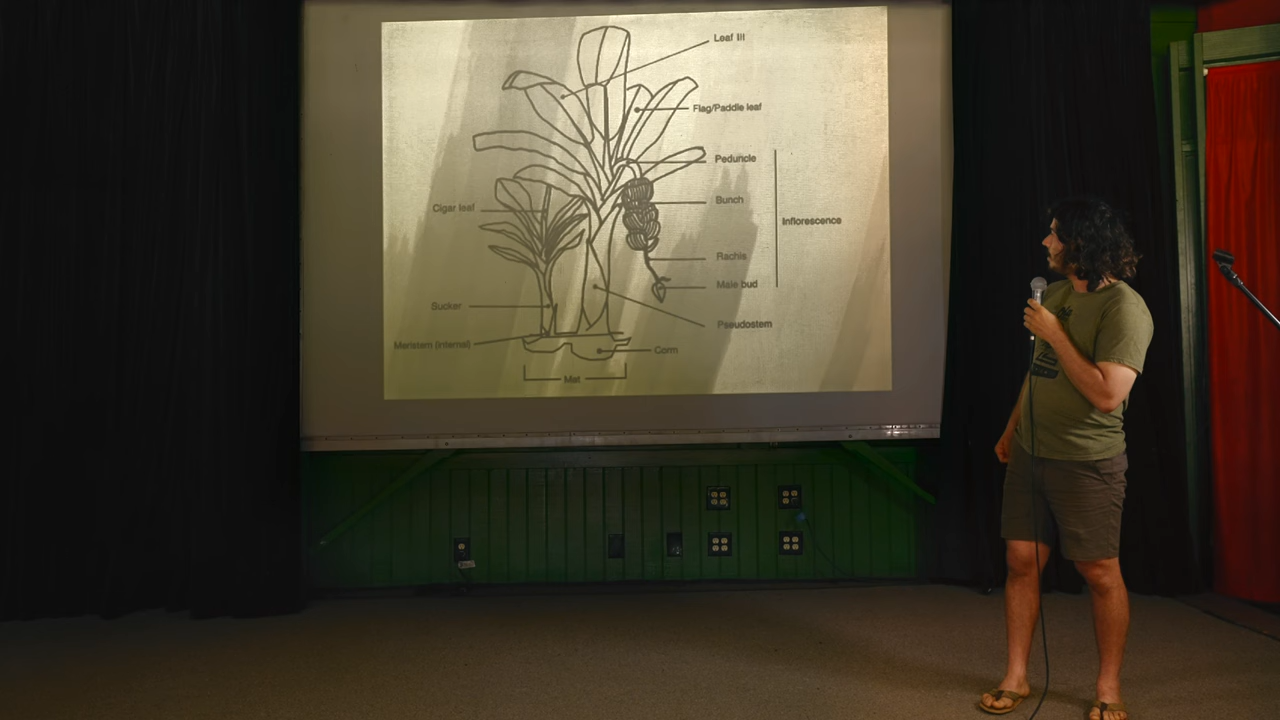 Leaf III
Flag/Paddle leaf
Peduncle
Cigar leaf
Bunch
Inflorescence
Rachis
Male bud
Sucker
Pseudostem
Meristem (internal)
Corm
Mat